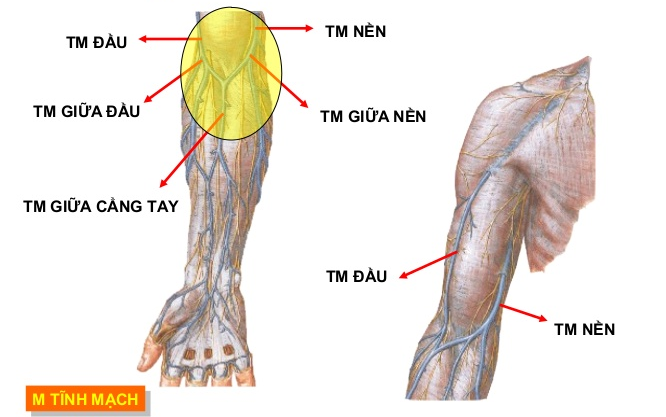 TM ĐẦU
TM NỀN
TM GIỮA ĐẦU
TM GIỮA NỀN
TM GIỮA CẲNG TAY
TM ĐẦU
TM NỀN
M TĨNH MẠCH